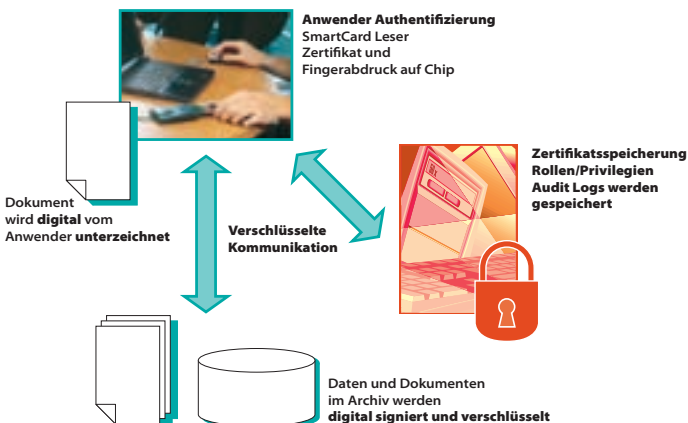 Anwender Authentifizierung
SmartCard Leser
Zertifikat und
Fingerabdruck auf Chip
Zertifikatsspeicherung
Rollen/Privilegien
Audit Logs werden
gespeichert
Dokument
wird digital vom
Anwender unterzeichnet
Verschlüsselte
Kommunikation
Daten und Dokumenten
im Archiv werden
digital signiert und verschlüsselt